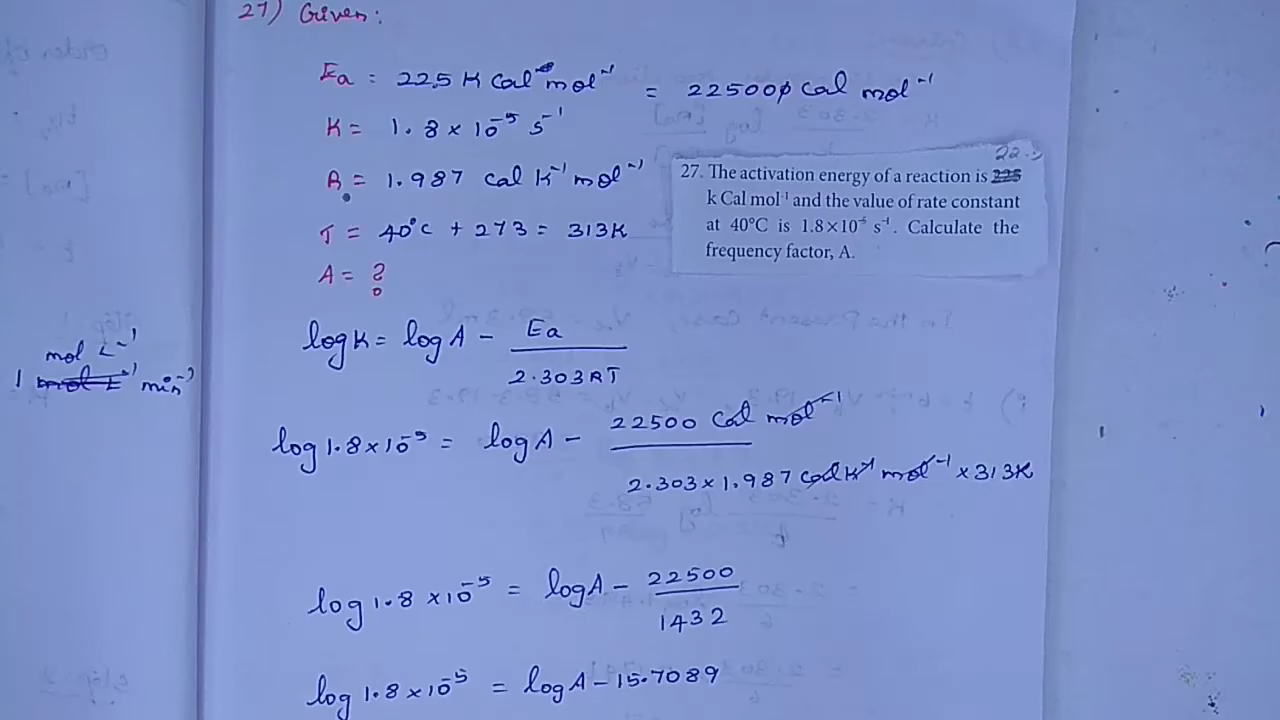 27) Given:
Ea = 22.5 K Cal mol⁻¹ = 22500 Cal mol⁻¹
K = 1.8 × 10⁻⁵ s⁻¹
R = 1.987 cal K⁻¹ mol⁻¹
T = 40°C + 273 = 313K
A = ?
22.5
27. The activation energy of a reaction is 225
k Cal mol⁻¹ and the value of rate constant
at 40°C is 1.8×10⁻⁵ s⁻¹. Calculate the
frequency factor, A.
log K = log A − Ea / 2.303RT
mol L⁻¹
1 mol L⁻¹ min⁻¹
log 1.8 × 10⁻⁵ = log A − 22500 Cal mol⁻¹ / 2.303 × 1.987 cal K⁻¹ mol⁻¹ × 313K
log 1.8 × 10⁻⁵ = log A − 22500 / 1432
log 1.8 × 10⁻⁵ = log A − 15.7089